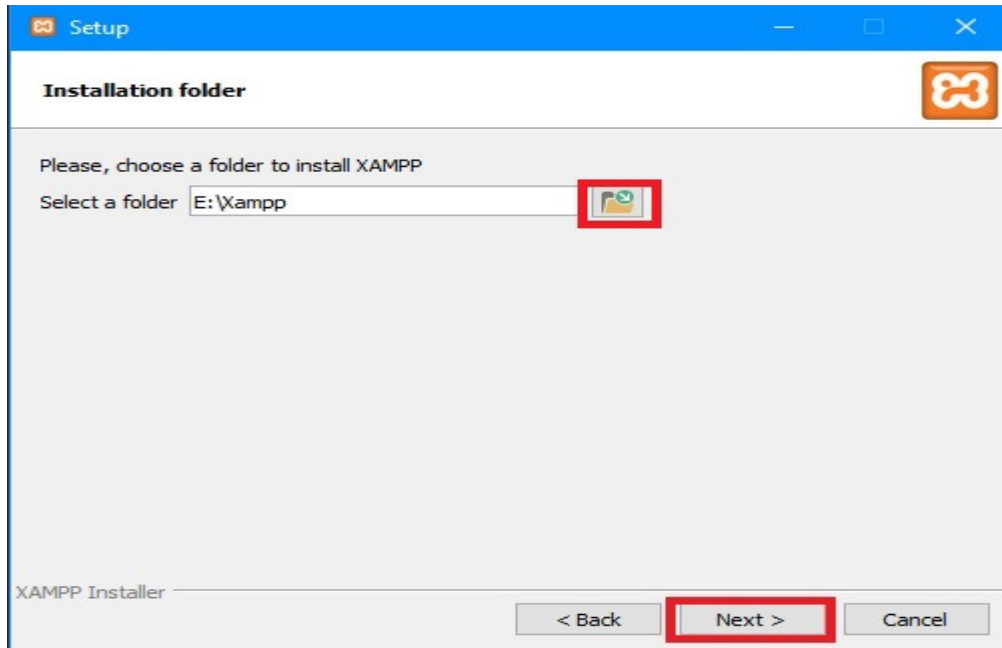 Setup
Installation folder
Please, choose a folder to install XAMPP
Select a folder E:\Xampp
XAMPP Installer
< Back Next > Cancel